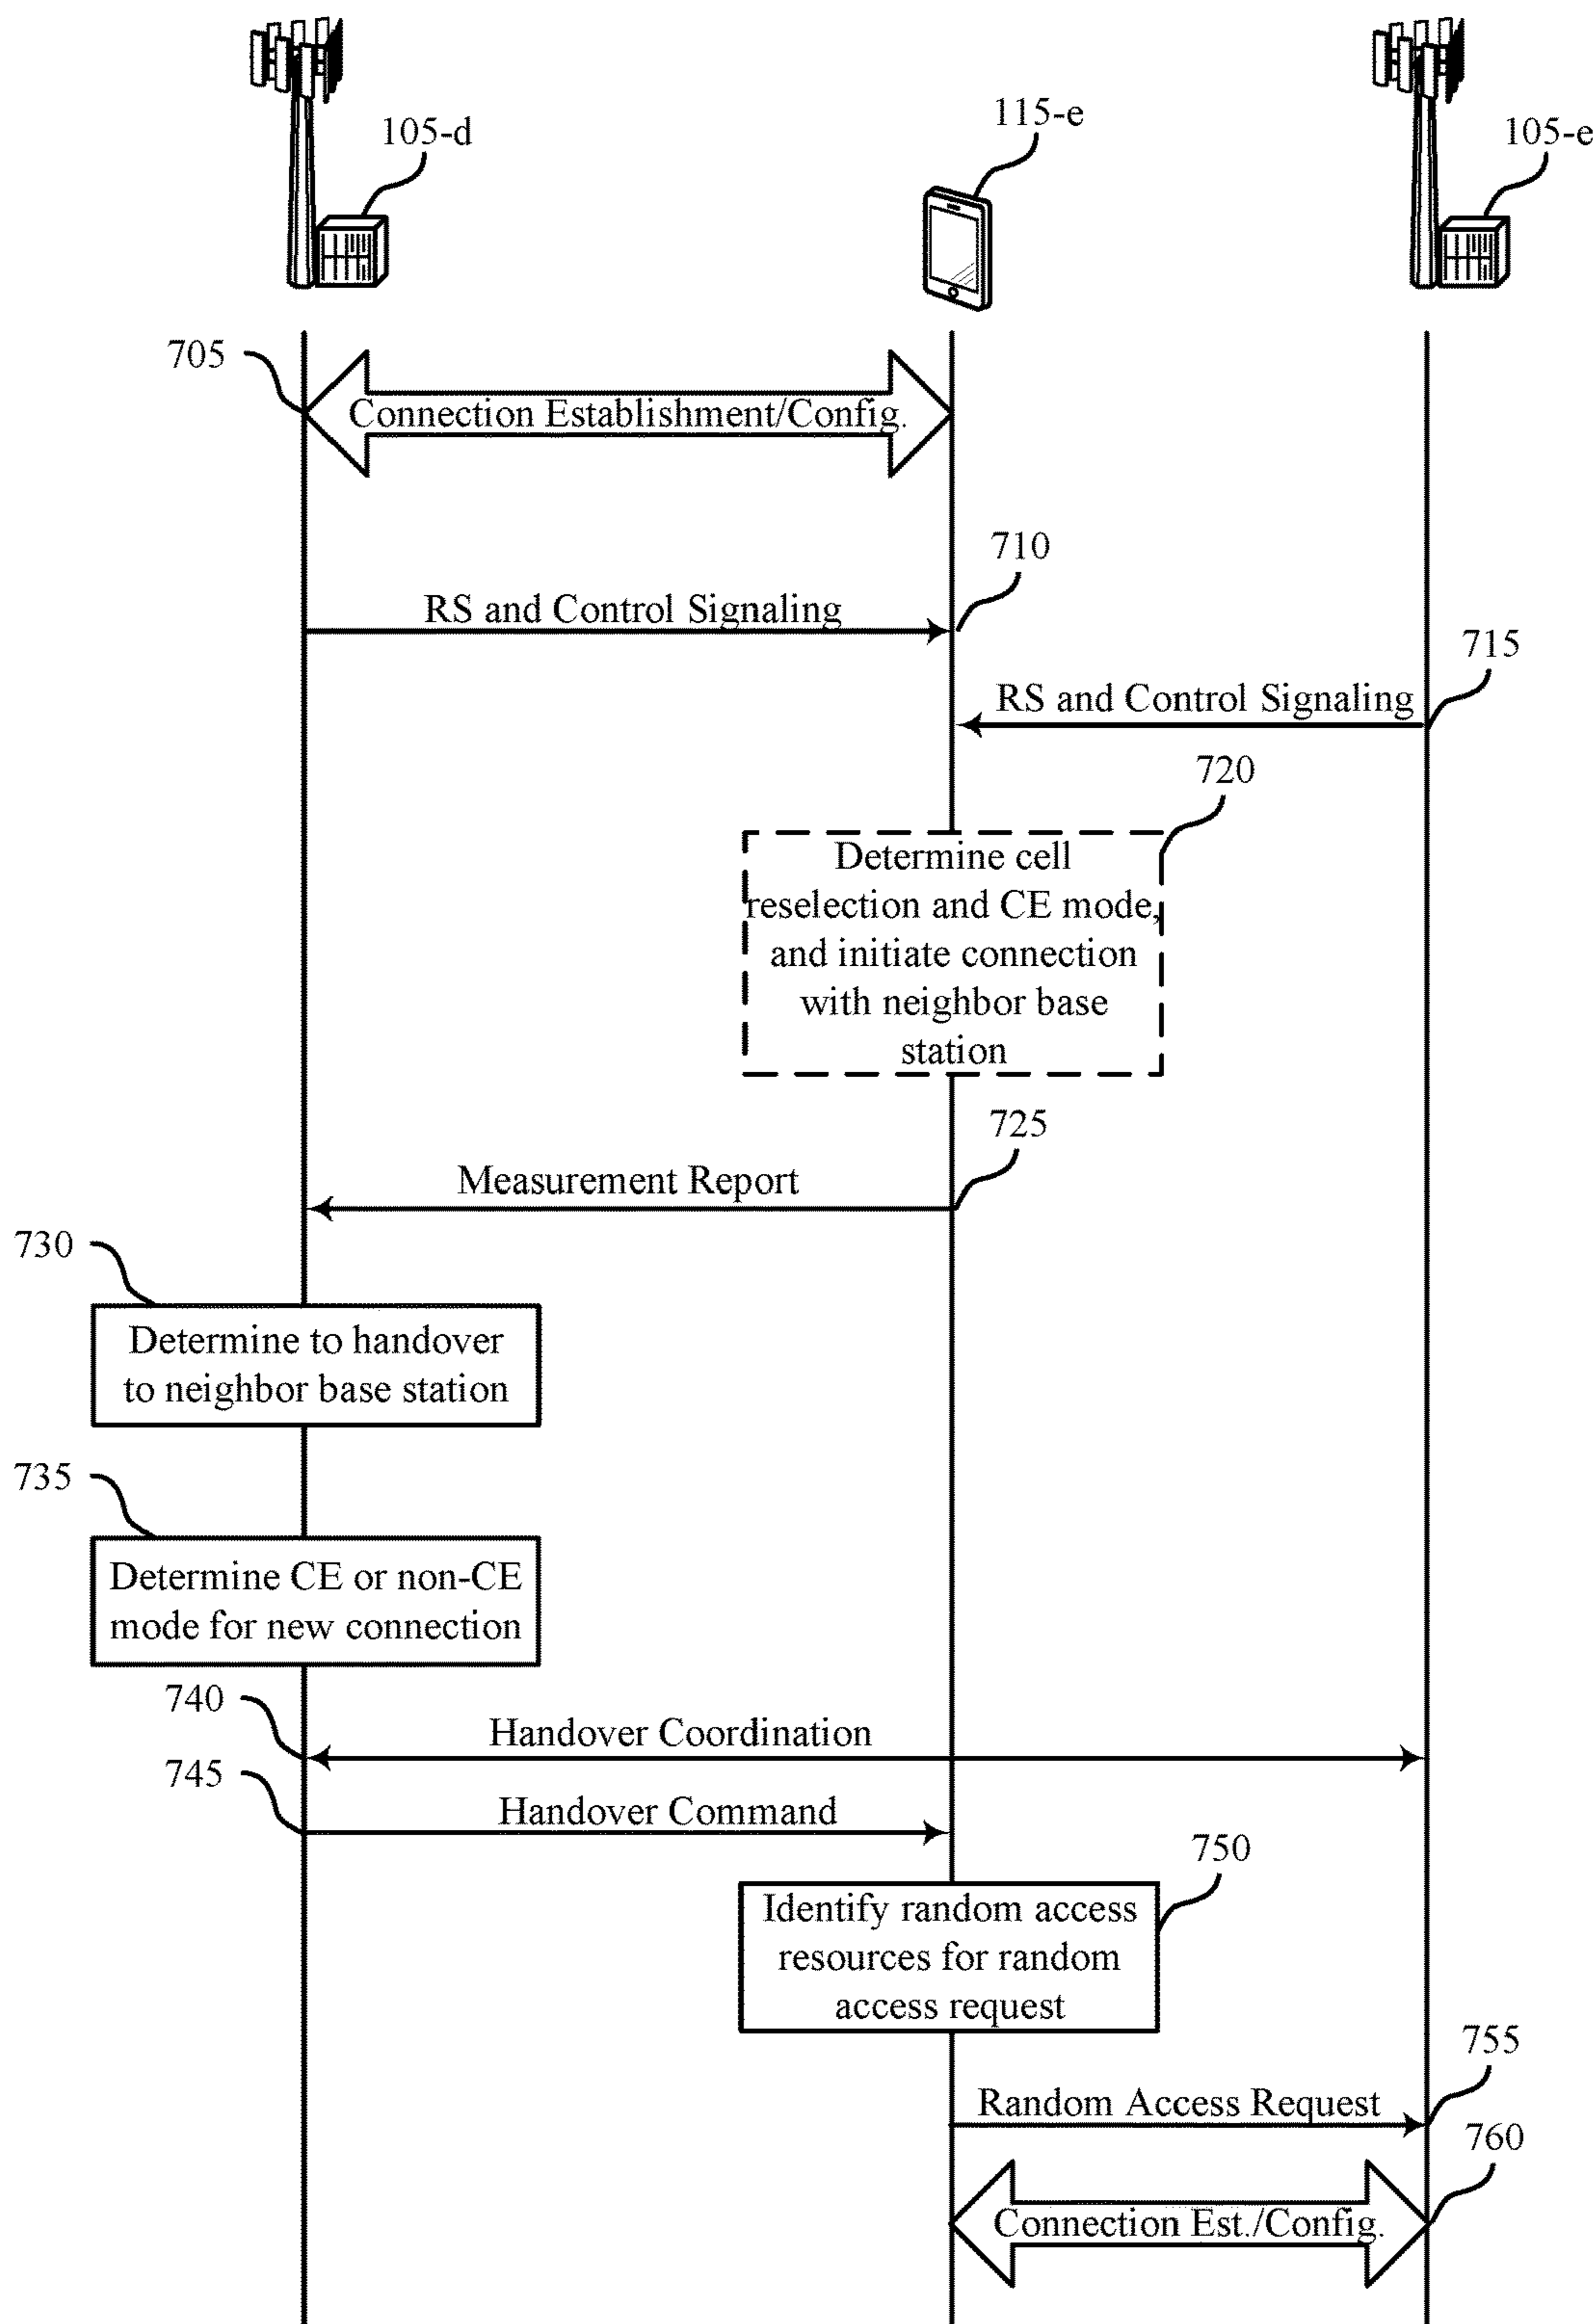 105-d
115-e
105-e
705
Connection Establishment/Config.
710
RS and Control Signaling
715
RS and Control Signaling
720
Determine cell
reselection and CE mode,
and initiate connection
with neighbor base
station
725
Measurement Report
730
Determine to handover
to neighbor base station
735
Determine CE or non-CE
mode for new connection
740
Handover Coordination
745
Handover Command
750
Identify random access
resources for random
access request
755
Random Access Request
760
Connection Est./Config.